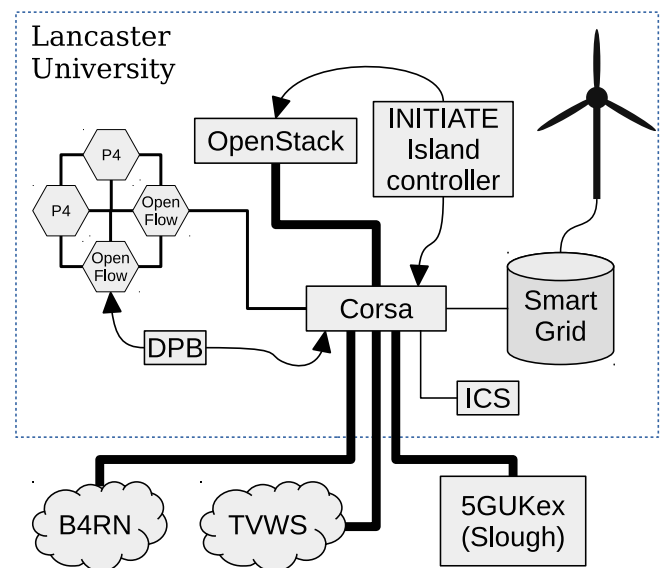 Lancaster
University
P4
P4
Open
Flow
Open
Flow
OpenStack
INITIATE
Island
controller
Corsa
Smart
Grid
DPB
ICS
B4RN
TVWS
5GUKex
(Slough)